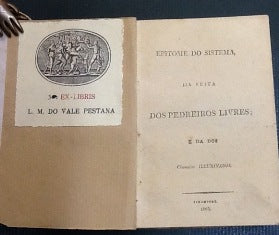 EX-LIBRIS
L. M. DO VALE PESTANA
EPITOME DO SISTEMA,
DA SEITA
DOS PEDREIROS LIVRES;
E DA DOS
ILLUMINADOS.